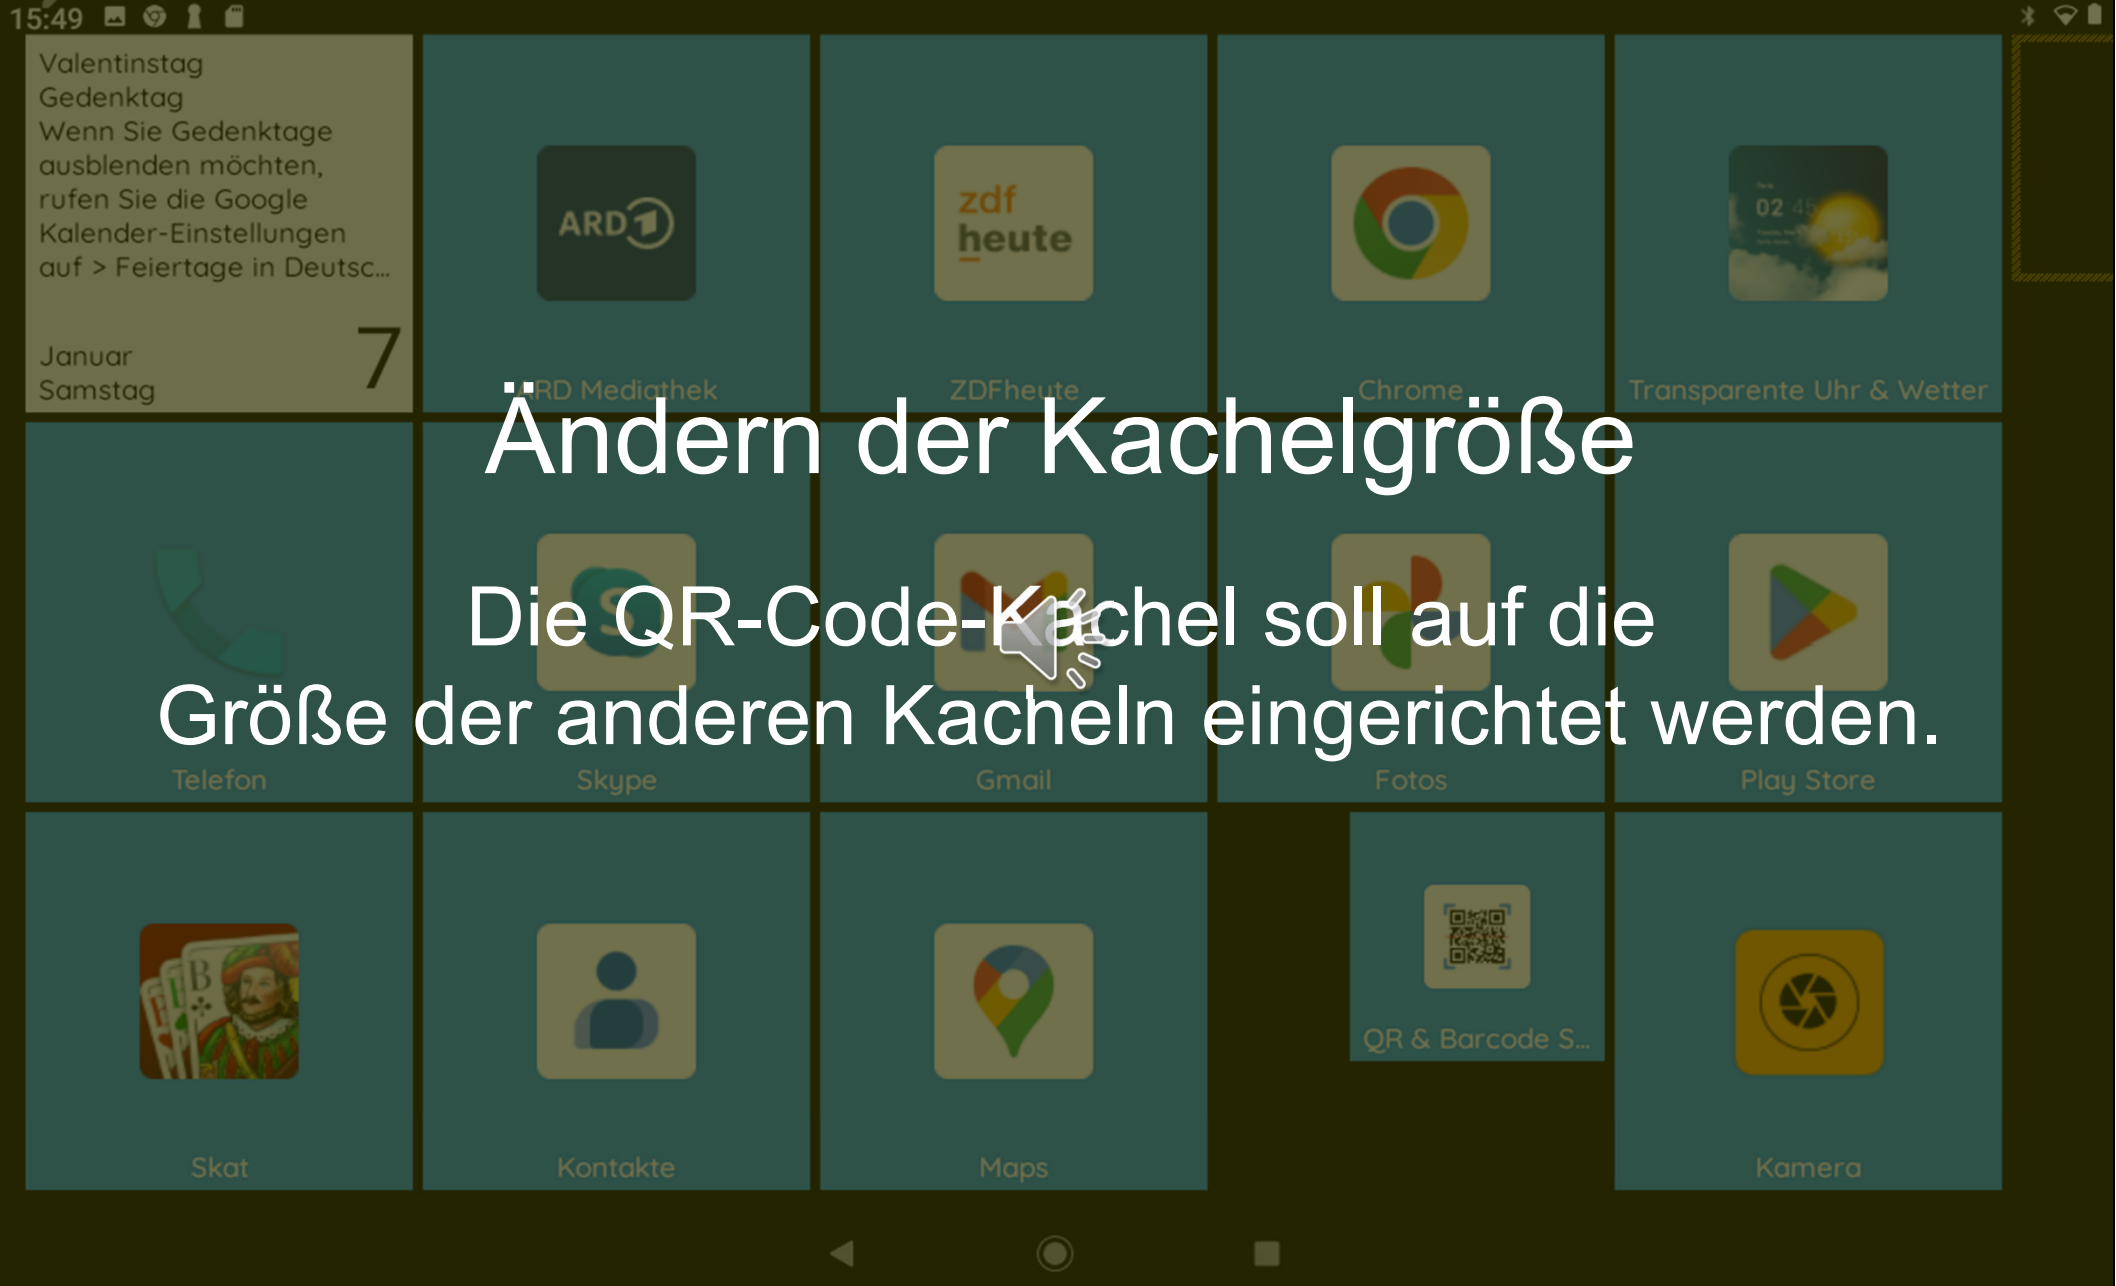 15:49
Valentinstag
Gedenktag
Wenn Sie Gedenktage
ausblenden möchten,
rufen Sie die Google
Kalender-Einstellungen
auf > Feiertage in Deutsc...
Januar
Samstag
7
ARD 1
ARD Mediathek
zdf
heute
ZDFheute
Chrome
02:45
Transparente Uhr & Wetter
Ändern der Kachelgröße
Die QR-Code-Kachel soll auf die
Größe der anderen Kacheln eingerichtet werden.
Telefon
S
Skype
Gmail
Fotos
Play Store
B
Skat
Kontakte
Maps
QR & Barcode S...
Kamera